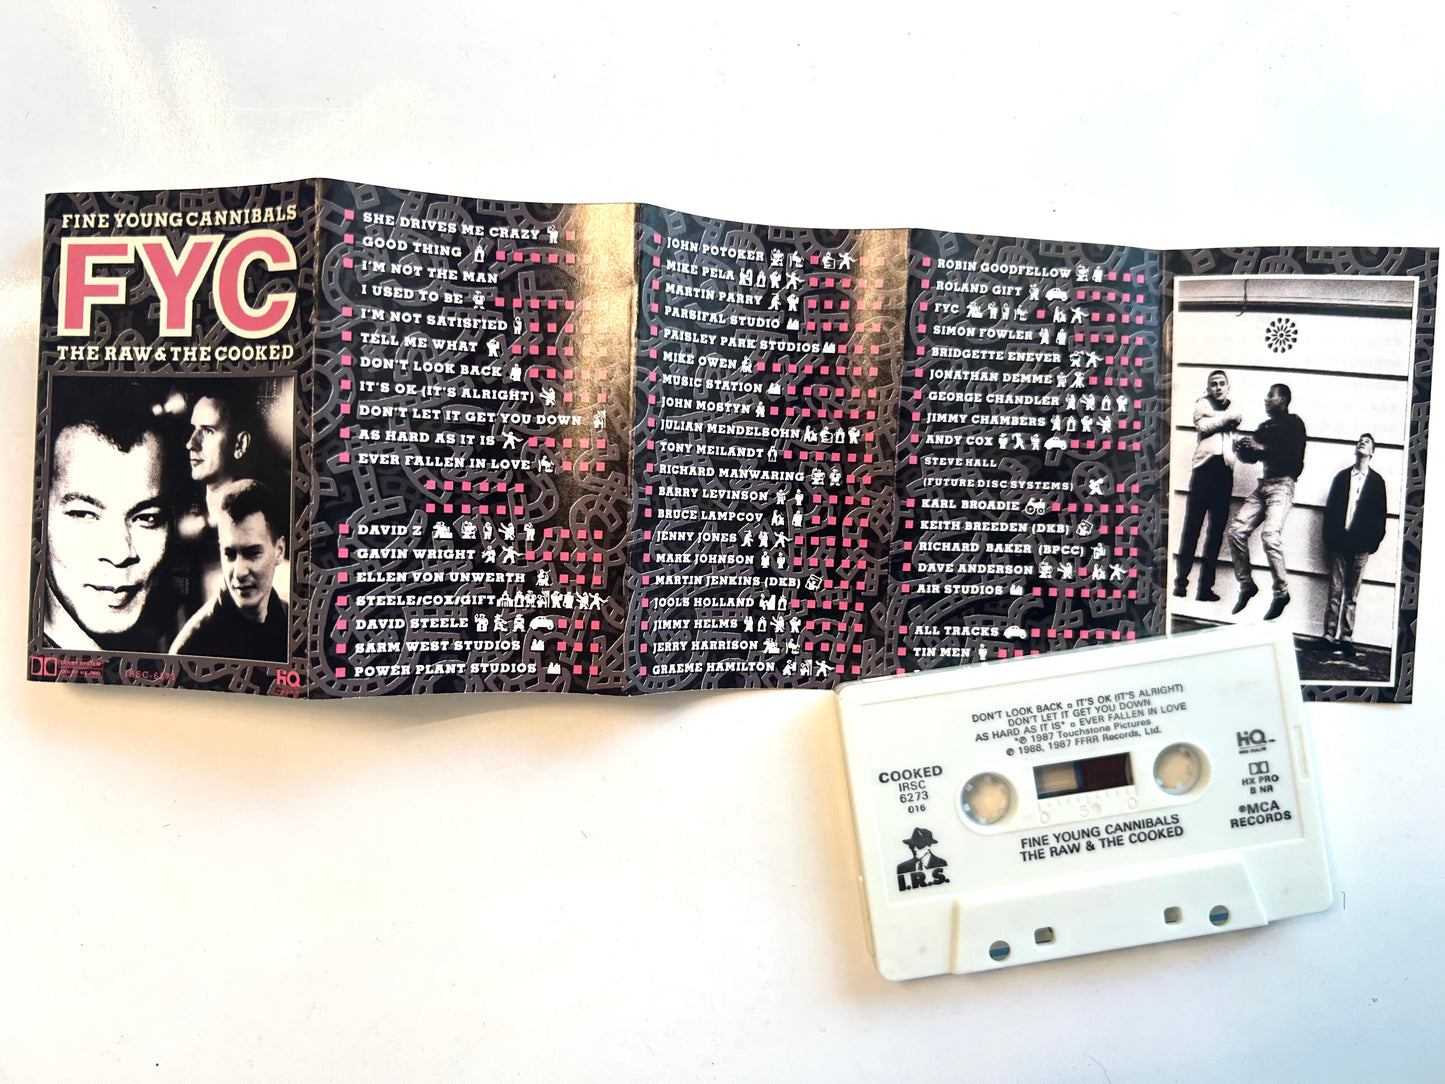 FINE YOUNG CANNIBALS
FYC
THE RAW & THE COOKED
DOLBY SYSTEM
IRSC-6273
HQ
SHE DRIVES ME CRAZY
GOOD THING
I'M NOT THE MAN
I USED TO BE
I'M NOT SATISFIED
TELL ME WHAT
DON'T LOOK BACK
IT'S OK (IT'S ALRIGHT)
DON'T LET IT GET YOU DOWN
AS HARD AS IT IS
EVER FALLEN IN LOVE
DAVID Z
GAVIN WRIGHT
ELLEN VON UNWERTH
STEELE/COX/GIFT
DAVID STEELE
SARM WEST STUDIOS
POWER PLANT STUDIOS
JOHN POTOKER
MIKE PELA
MARTIN PARRY
PARSIFAL STUDIO
PAISLEY PARK STUDIOS
MIKE OWEN
MUSIC STATION
JOHN MOSTYN
JULIAN MENDELSOHN
TONY MEILANDT
RICHARD MANWARING
BARRY LEVINSON
BRUCE LAMPCOV
JENNY JONES
MARK JOHNSON
MARTIN JENKINS (DKB)
JOOLS HOLLAND
JIMMY HELMS
JERRY HARRISON
GRAEME HAMILTON
ROBIN GOODFELLOW
ROLAND GIFT
FYC
SIMON FOWLER
BRIDGETTE ENEVER
JONATHAN DEMME
GEORGE CHANDLER
JIMMY CHAMBERS
ANDY COX
STEVE HALL
(FUTURE DISC SYSTEMS)
KARL BROADIE
KEITH BREEDEN (DKB)
RICHARD BAKER (BPCC)
DAVE ANDERSON
AIR STUDIOS
ALL TRACKS
TIN MEN
DON'T LOOK BACK ¤ IT'S OK (IT'S ALRIGHT)
DON'T LET IT GET YOU DOWN
AS HARD AS IT IS* ¤ EVER FALLEN IN LOVE
*℗ 1987 Touchstone Pictures
℗ 1988, 1987 FFRR Records, Ltd.
COOKED
IRSC
6273
016
I.R.S.
0 50 0
HQ
HX PRO
B NR
®MCA
RECORDS
FINE YOUNG CANNIBALS
THE RAW & THE COOKED